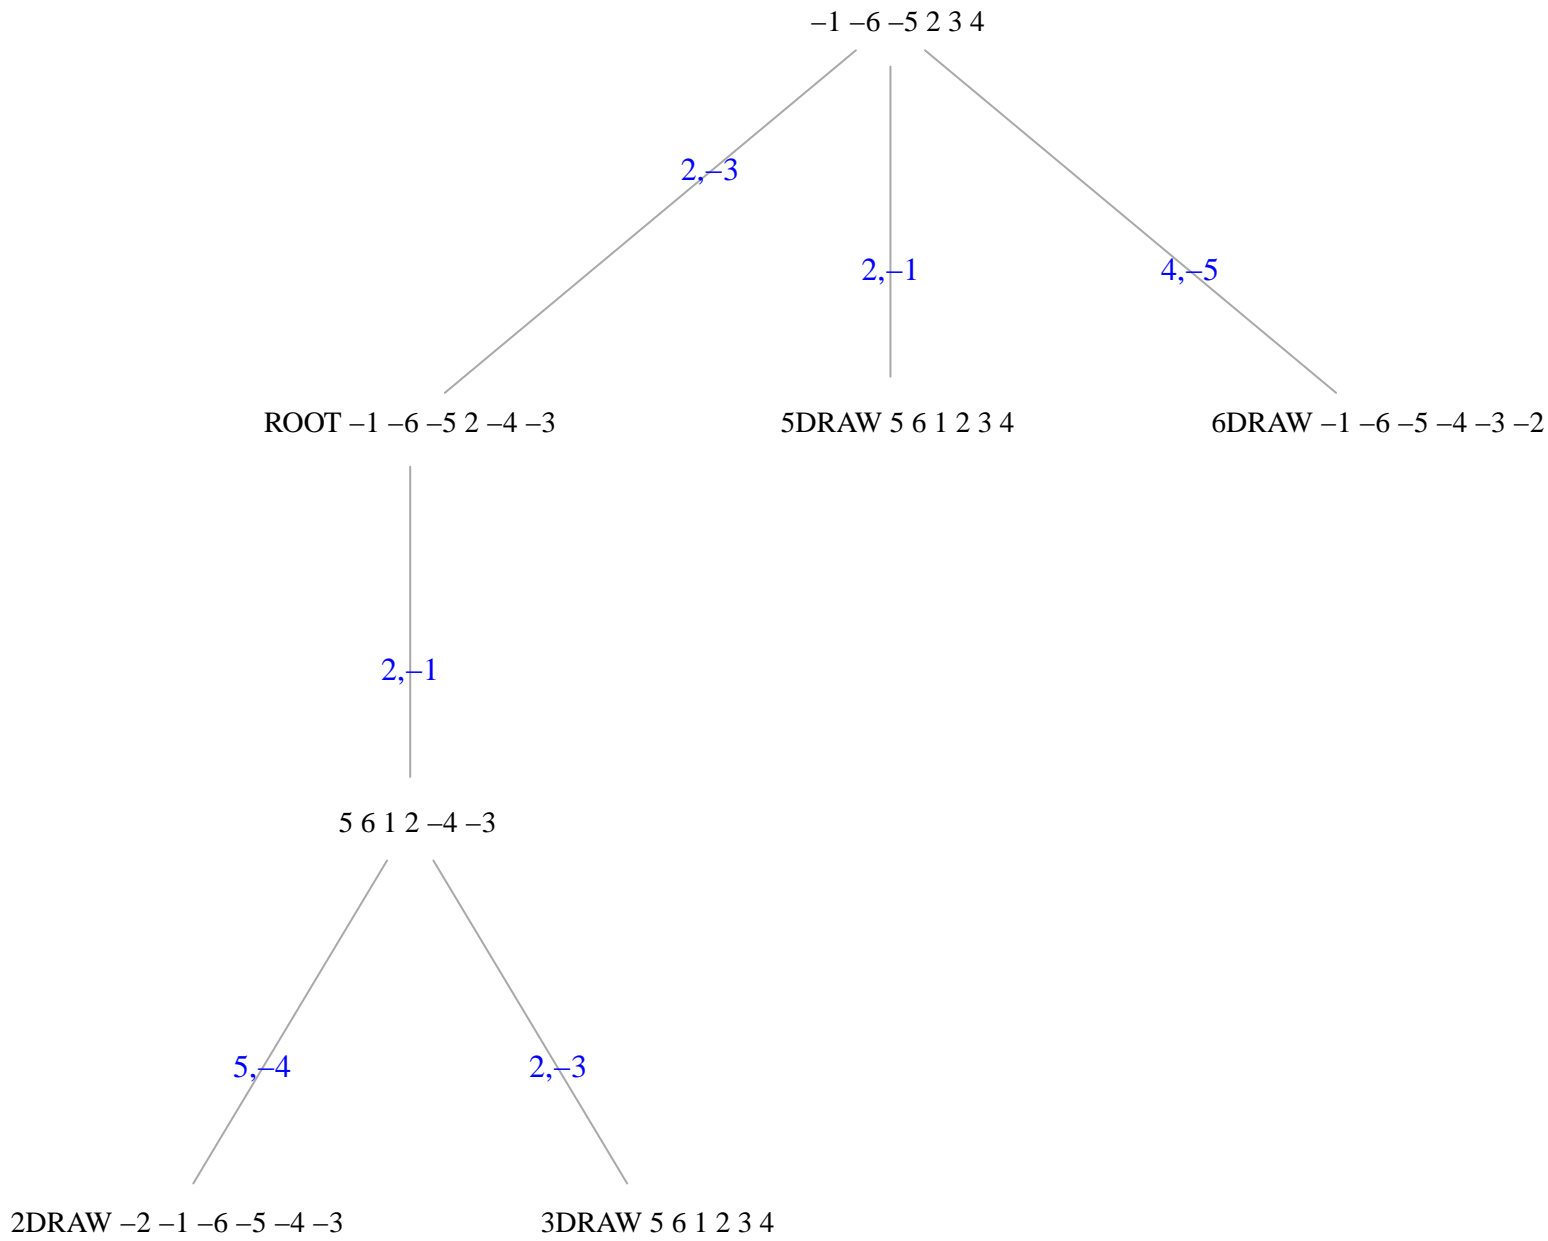 –1 –6 –5 2 3 4
2,–3
2,–1
4,–5
ROOT –1 –6 –5 2 –4 –3
5DRAW 5 6 1 2 3 4
6DRAW –1 –6 –5 –4 –3 –2
2,–1
5 6 1 2 –4 –3
5,–4
2,–3
2DRAW –2 –1 –6 –5 –4 –3
3DRAW 5 6 1 2 3 4